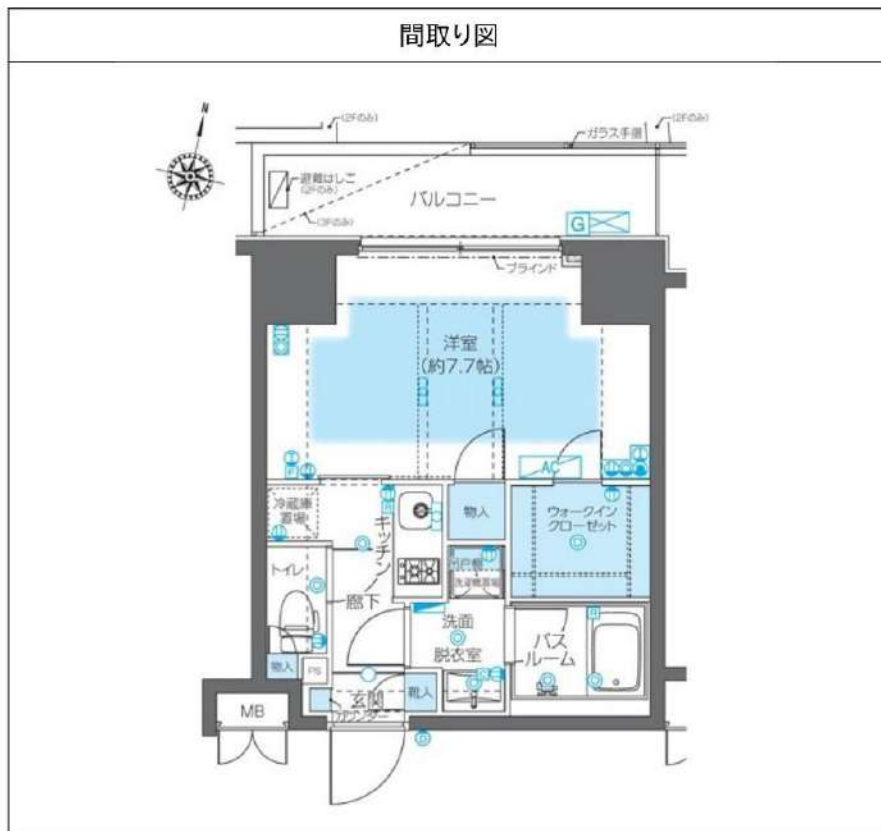 間取り図
N
(2Fのみ)
(2Fのみ)
ガラス手摺
避難はしご
(2Fのみ)
バルコニー
(3Fのみ)
G
ブラインド
洋室
(約7.7帖)
AC
冷蔵庫
置場
キッチン
物入
ウォークイン
クローゼット
トイレ
廊下
吊戸棚
洗濯機置場
洗面
脱衣室
バス
ルーム
R
物入
PS
玄関
カウンター
靴入
MB